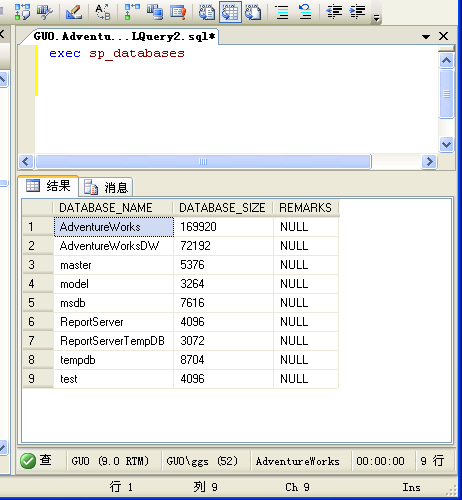 GUO.Adventu...LQuery2.sql*
exec sp_databases
结果 消息
DATABASE_NAME DATABASE_SIZE REMARKS
1 AdventureWorks 169920 NULL
2 AdventureWorksDW 72192 NULL
3 master 5376 NULL
4 model 3264 NULL
5 msdb 7616 NULL
6 ReportServer 4096 NULL
7 ReportServerTempDB 3072 NULL
8 tempdb 8704 NULL
9 test 4096 NULL
查 GUO (9.0 RTM) GUO\ggs (52) AdventureWorks 00:00:00 9 行
行 1 列 9 Ch 9 Ins